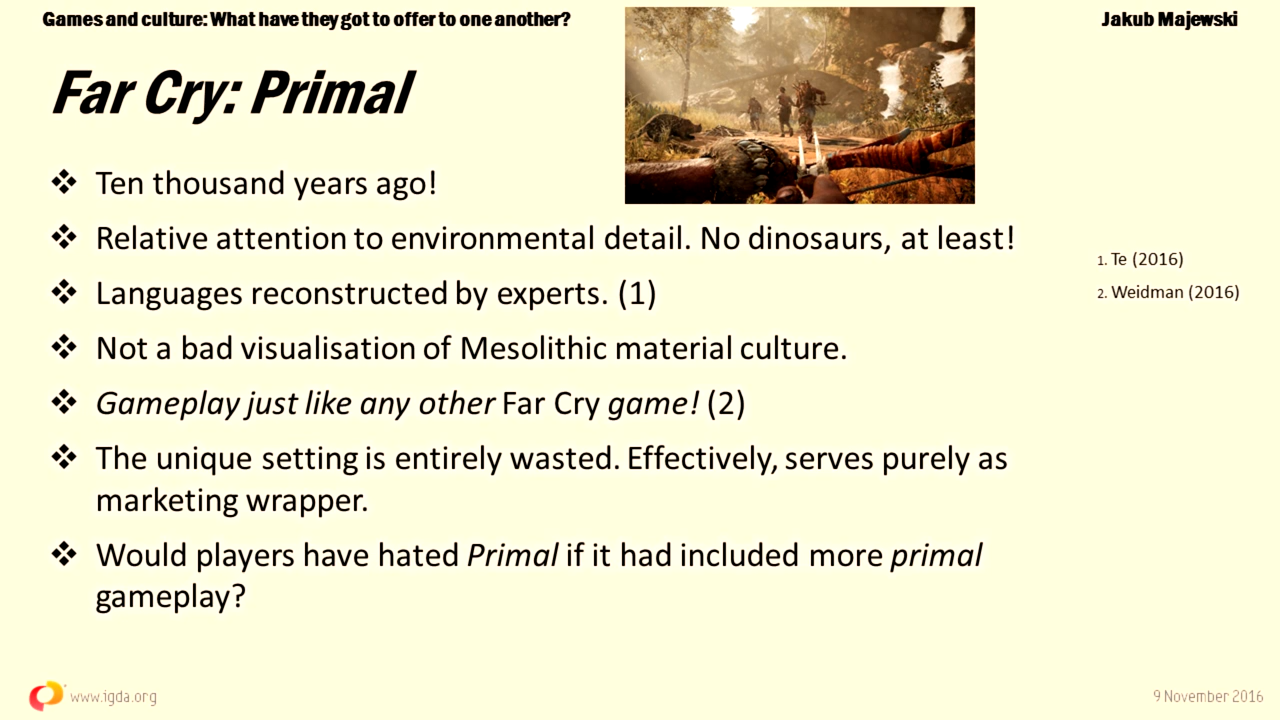 Games and culture: What have they got to offer to one another?
Jakub Majewski
Far Cry: Primal
❖ Ten thousand years ago!
❖ Relative attention to environmental detail. No dinosaurs, at least!
❖ Languages reconstructed by experts. (1)
❖ Not a bad visualisation of Mesolithic material culture.
❖ Gameplay just like any other Far Cry game! (2)
❖ The unique setting is entirely wasted. Effectively, serves purely as
marketing wrapper.
❖ Would players have hated Primal if it had included more primal
gameplay?
1. Te (2016)
2. Weidman (2016)
www.igda.org
9 November 2016